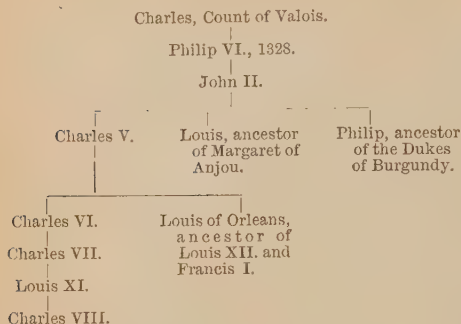 Charles, Count of Valois.
Philip VI., 1328.
John II.
Charles V.
Louis, ancestor
of Margaret of
Anjou.
Philip, ancestor
of the Dukes
of Burgundy.
Charles VI.
Louis of Orleans,
ancestor of
Louis XII. and
Francis I.
Charles VII.
Louis XI.
Charles VIII.